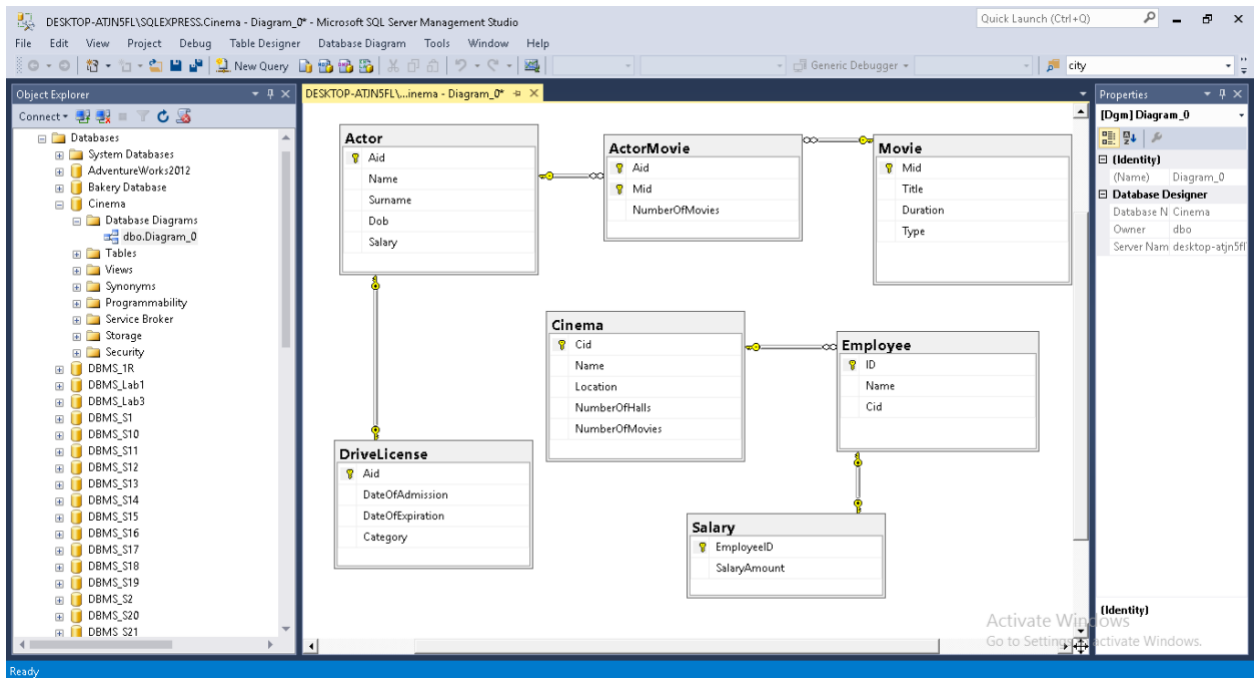 DESKTOP-ATJN5FL\SQLEXPRESS.Cinema - Diagram_0* - Microsoft SQL Server Management Studio
Quick Launch (Ctrl+Q)
File Edit View Project Debug Table Designer Database Diagram Tools Window Help
New Query
Generic Debugger
city
Object Explorer
Connect
Databases
System Databases
AdventureWorks2012
Bakery Database
Cinema
Database Diagrams
dbo.Diagram_0
Tables
Views
Synonyms
Programmability
Service Broker
Storage
Security
DBMS_1R
DBMS_Lab1
DBMS_Lab3
DBMS_S1
DBMS_S10
DBMS_S11
DBMS_S12
DBMS_S13
DBMS_S14
DBMS_S15
DBMS_S16
DBMS_S17
DBMS_S18
DBMS_S19
DBMS_S2
DBMS_S20
DBMS_S21
DESKTOP-ATJN5FL\...inema - Diagram_0*
Actor
Aid
Name
Surname
Dob
Salary
ActorMovie
Aid
Mid
NumberOfMovies
Movie
Mid
Title
Duration
Type
Cinema
Cid
Name
Location
NumberOfHalls
NumberOfMovies
Employee
ID
Name
Cid
DriveLicense
Aid
DateOfAdmission
DateOfExpiration
Category
Salary
EmployeeID
SalaryAmount
Properties
[Dgm] Diagram_0
(Identity)
(Name) Diagram_0
Database Designer
Database N Cinema
Owner dbo
Server Nam desktop-atjn5fl
(Identity)
Activate Windows
Go to Settings to activate Windows.
Ready